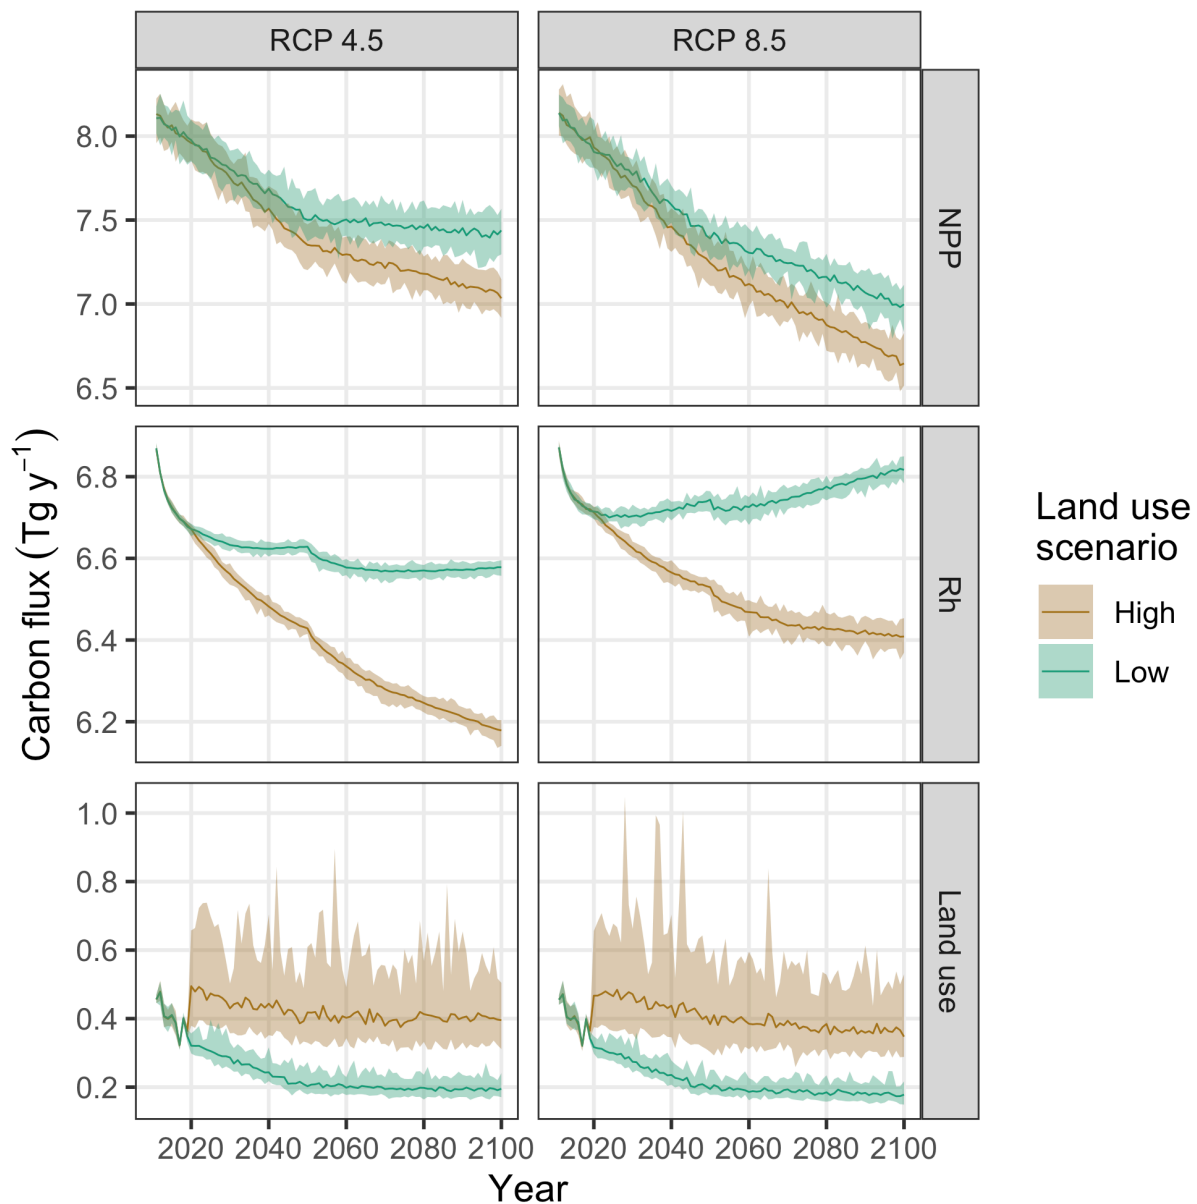 RCP 4.5
RCP 8.5
8.0
7.5
7.0
6.5
NPP
6.8
6.6
6.4
6.2
Rh
1.0
0.8
0.6
0.4
0.2
Land use
2020 2040 2060 2080 2100
2020 2040 2060 2080 2100
Year
Carbon flux (Tg y⁻¹)
Land use
scenario
High
Low